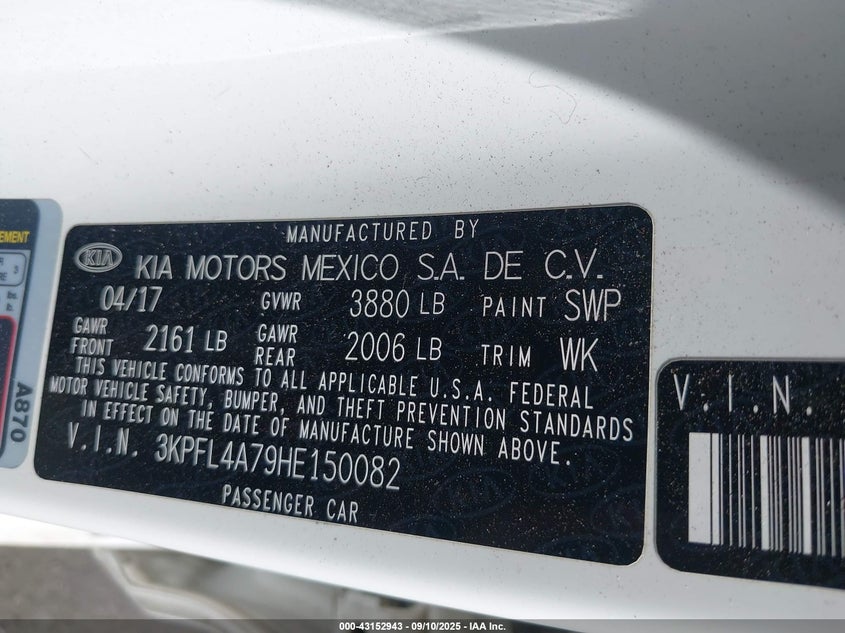 MANUFACTURED BY
KIA KIA MOTORS MEXICO S.A. DE C.V.
04/17 GVWR 3880 LB PAINT SWP
GAWR FRONT 2161 LB GAWR REAR 2006 LB TRIM WK
THIS VEHICLE CONFORMS TO ALL APPLICABLE U.S.A. FEDERAL
MOTOR VEHICLE SAFETY, BUMPER, AND THEFT PREVENTION STANDARDS
IN EFFECT ON THE DATE OF MANUFACTURE SHOWN ABOVE.
V.I.N. 3KPFL4A79HE150082
PASSENGER CAR
A870
V.I.N.
000-43152943 - 09/10/2025 - IAA Inc.